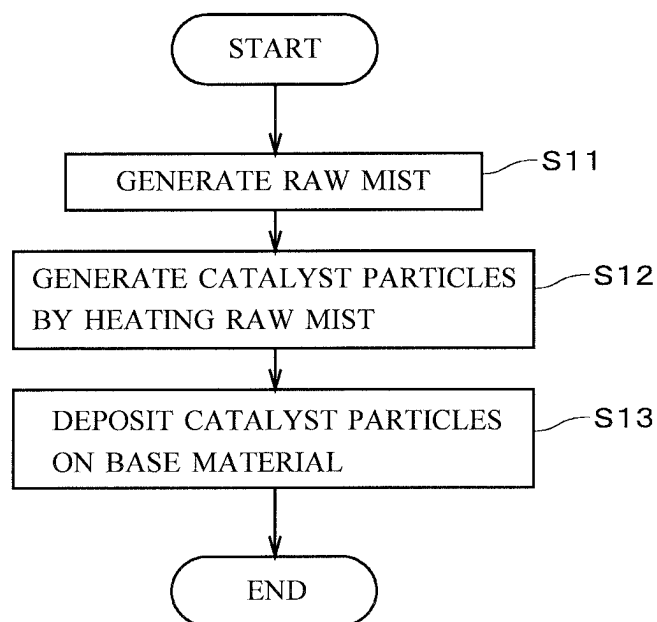 START
GENERATE RAW MIST
S11
GENERATE CATALYST PARTICLES
BY HEATING RAW MIST
S12
DEPOSIT CATALYST PARTICLES
ON BASE MATERIAL
S13
END